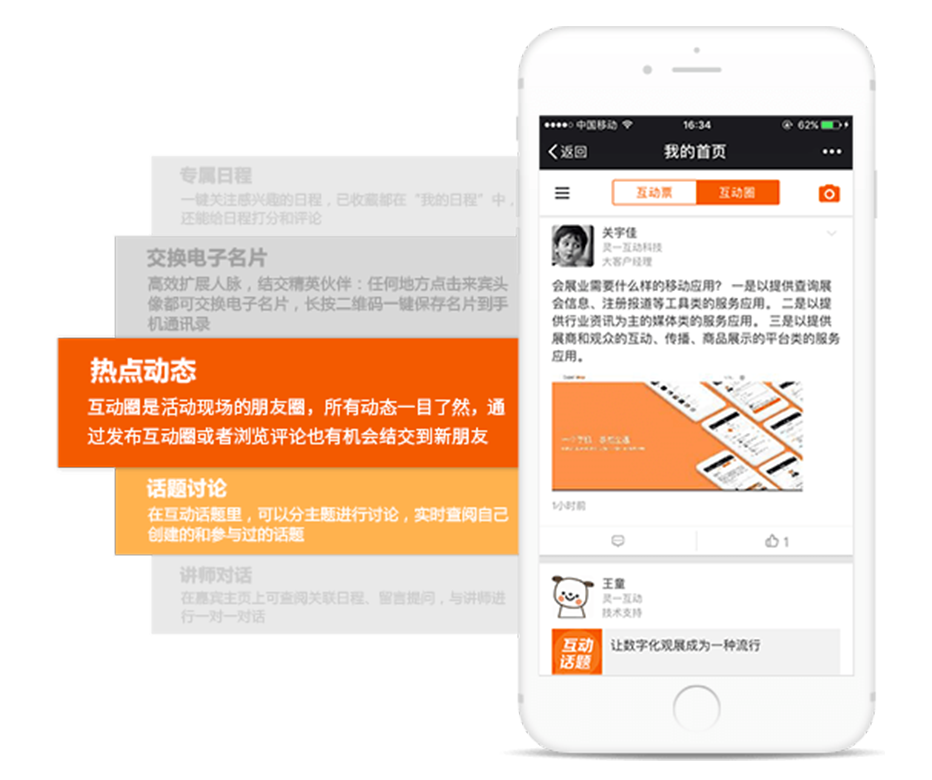 专属日程
一键关注感兴趣的日程，已收藏都在“我的日程”中，
还能给日程打分和评论
交换电子名片
高效扩展人脉，结交精英伙伴：任何地方点击来宾头
像都可交换电子名片，长按二维码一键保存名片到手
机通讯录
热点动态
互动圈是活动现场的朋友圈，所有动态一目了然，通
过发布互动圈或者浏览评论也有机会结交到新朋友
话题讨论
在互动话题里，可以分主题进行讨论，实时查阅自己
创建的和参与过的话题
讲师对话
在嘉宾主页上可查阅关联日程、留言提问，与讲师进
行一对一对话
中国移动 16:34 62%
返回 我的首页
互动票 互动圈
关宇佳
灵一互动科技
大客户经理
会展业需要什么样的移动应用？ 一是以提供查询展
会信息、注册报道等工具类的服务应用。 二是以提
供行业资讯为主的媒体类的服务应用。 三是以提供
展商和观众的互动、传播、商品展示的平台类的服务
应用。
1小时前
1
王童
灵一互动
技术支持
互动
话题
让数字化观展成为一种流行